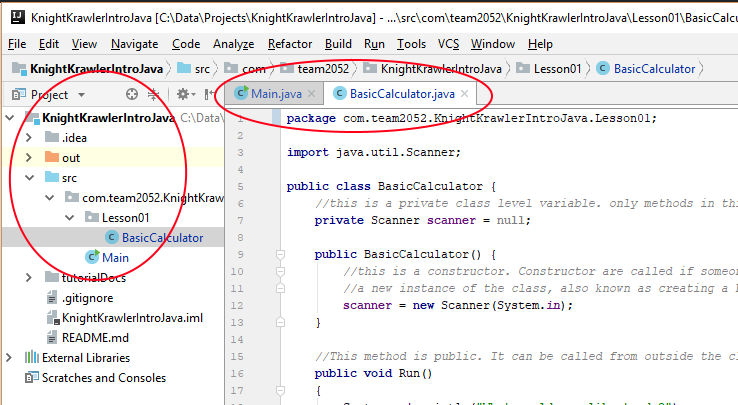 KnightKrawlerIntroJava [C:\Data\Projects\KnightKrawlerIntroJava] - ...\src\com\team2052\KnightKrawlerIntroJava\Lesson01\BasicCalc
File Edit View Navigate Code Analyze Refactor Build Run Tools VCS Window Help
KnightKrawlerIntroJava src com team2052 KnightKrawlerIntroJava Lesson01 BasicCalculator
Project
Main.java BasicCalculator.java
KnightKrawlerIntroJava C:\Data\
.idea
out
src
com.team2052.KnightKraw
Lesson01
BasicCalculator
Main
tutorialDocs
.gitignore
KnightKrawlerIntroJava.iml
README.md
External Libraries
Scratches and Consoles
1 package com.team2052.KnightKrawlerIntroJava.Lesson01;
2
3 import java.util.Scanner;
4
5 public class BasicCalculator {
6 //this is a private class level variable. only methods in thi
7 private Scanner scanner = null;
8
9 public BasicCalculator() {
10 //this is a constructor. Constructor are called if someon
11 //a new instance of the class, also known as creating a
12 scanner = new Scanner(System.in);
13 }
14
15 //This method is public. It can be called from outside the cl
16 public void Run()
17 {